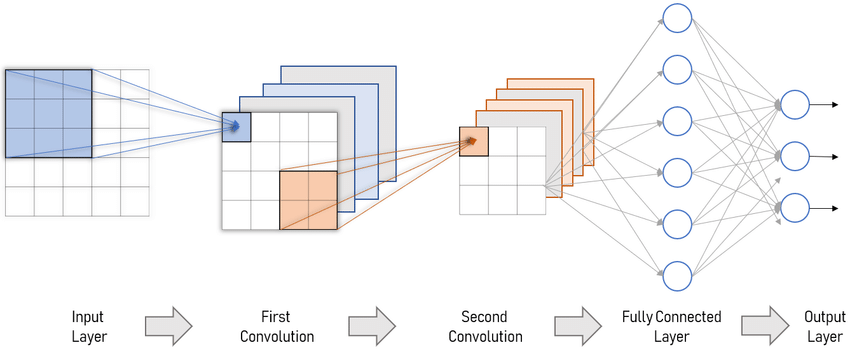 Input
Layer
First
Convolution
Second
Convolution
Fully Connected
Layer
Output
Layer